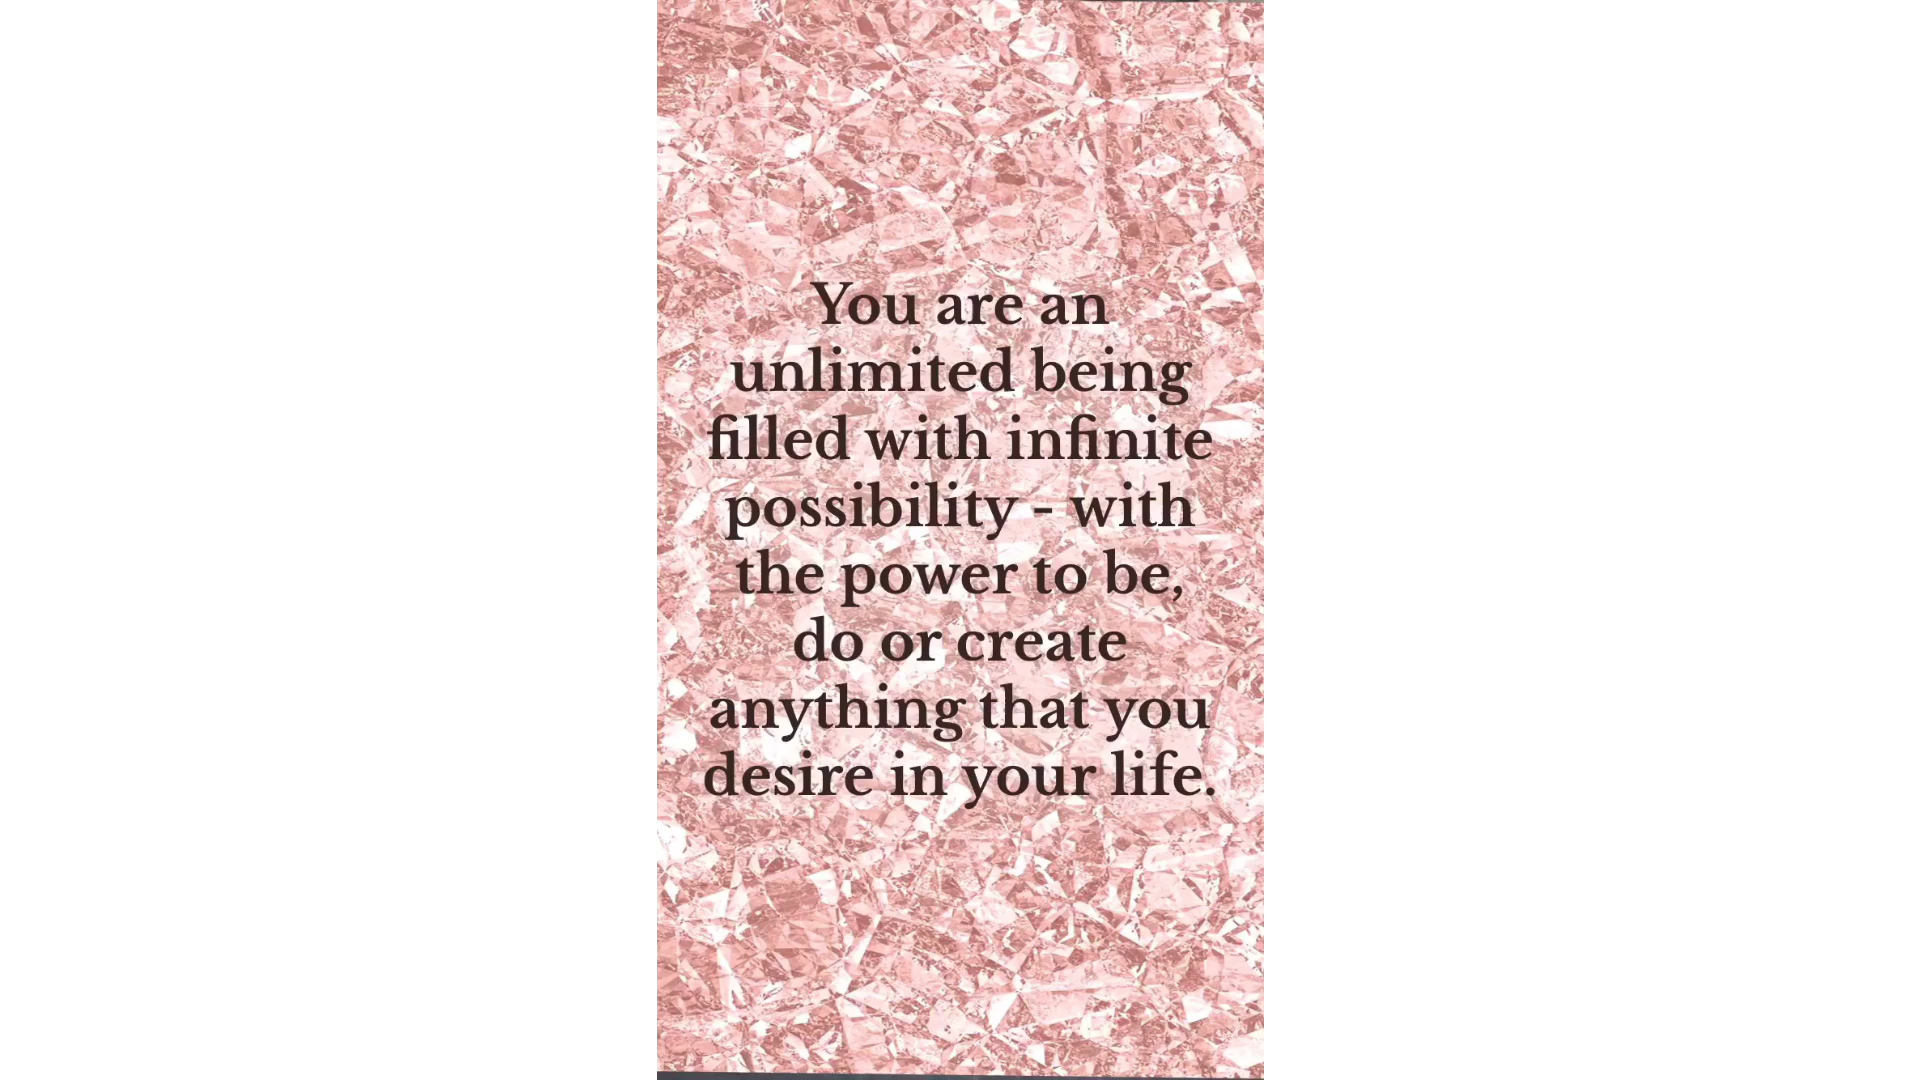 You are an
unlimited being
filled with infinite
possibility - with
the power to be,
do or create
anything that you
desire in your life.